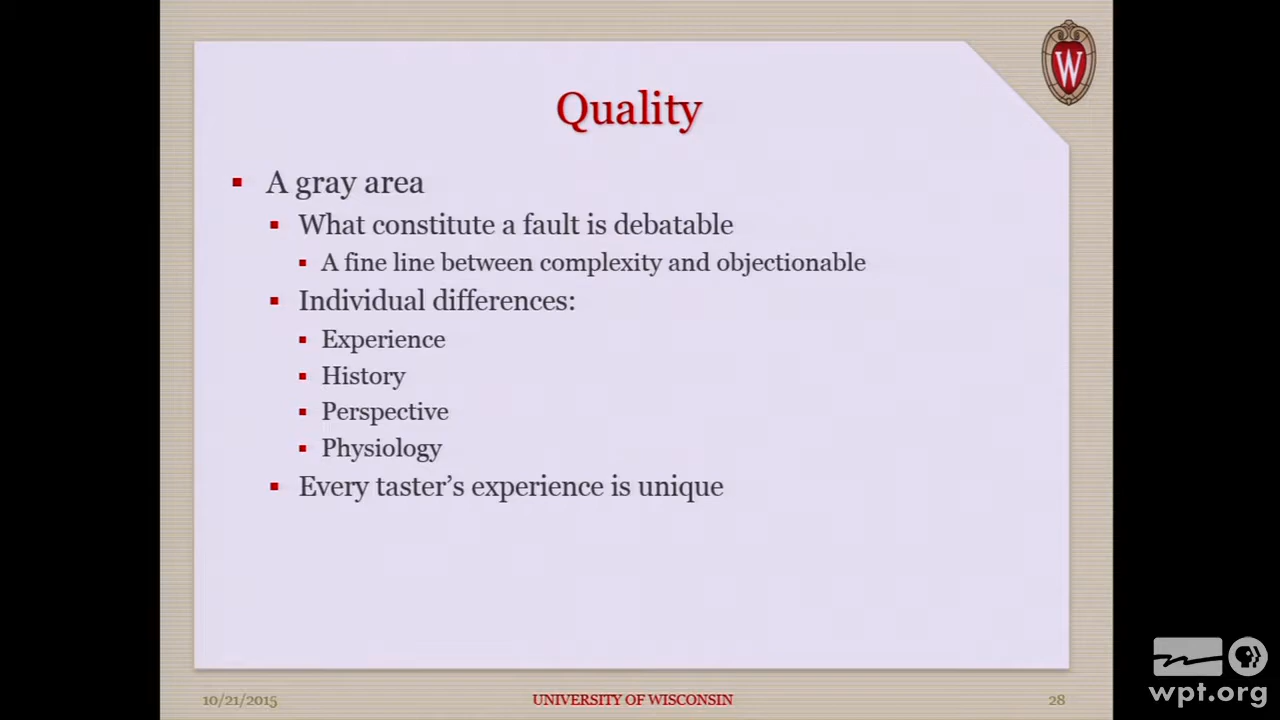 W
Quality
A gray area
What constitute a fault is debatable
A fine line between complexity and objectionable
Individual differences:
Experience
History
Perspective
Physiology
Every taster's experience is unique
10/21/2015
UNIVERSITY OF WISCONSIN
28
wpt.org